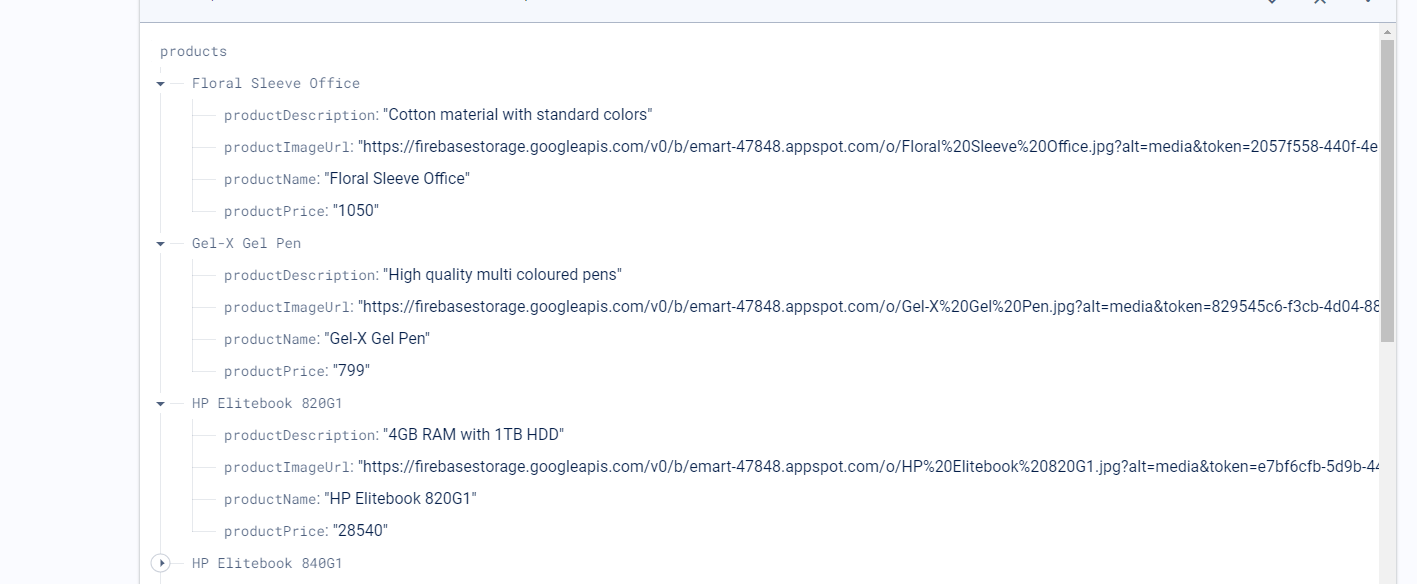 products
Floral Sleeve Office
productDescription: "Cotton material with standard colors"
productImageUrl: "https://firebasestorage.googleapis.com/v0/b/emart-47848.appspot.com/o/Floral%20Sleeve%20Office.jpg?alt=media&token=2057f558-440f-4e
productName: "Floral Sleeve Office"
productPrice: "1050"
Gel-X Gel Pen
productDescription: "High quality multi coloured pens"
productImageUrl: "https://firebasestorage.googleapis.com/v0/b/emart-47848.appspot.com/o/Gel-X%20Gel%20Pen.jpg?alt=media&token=829545c6-f3cb-4d04-88
productName: "Gel-X Gel Pen"
productPrice: "799"
HP Elitebook 820G1
productDescription: "4GB RAM with 1TB HDD"
productImageUrl: "https://firebasestorage.googleapis.com/v0/b/emart-47848.appspot.com/o/HP%20Elitebook%20820G1.jpg?alt=media&token=e7bf6cfb-5d9b-44
productName: "HP Elitebook 820G1"
productPrice: "28540"
HP Elitebook 840G1